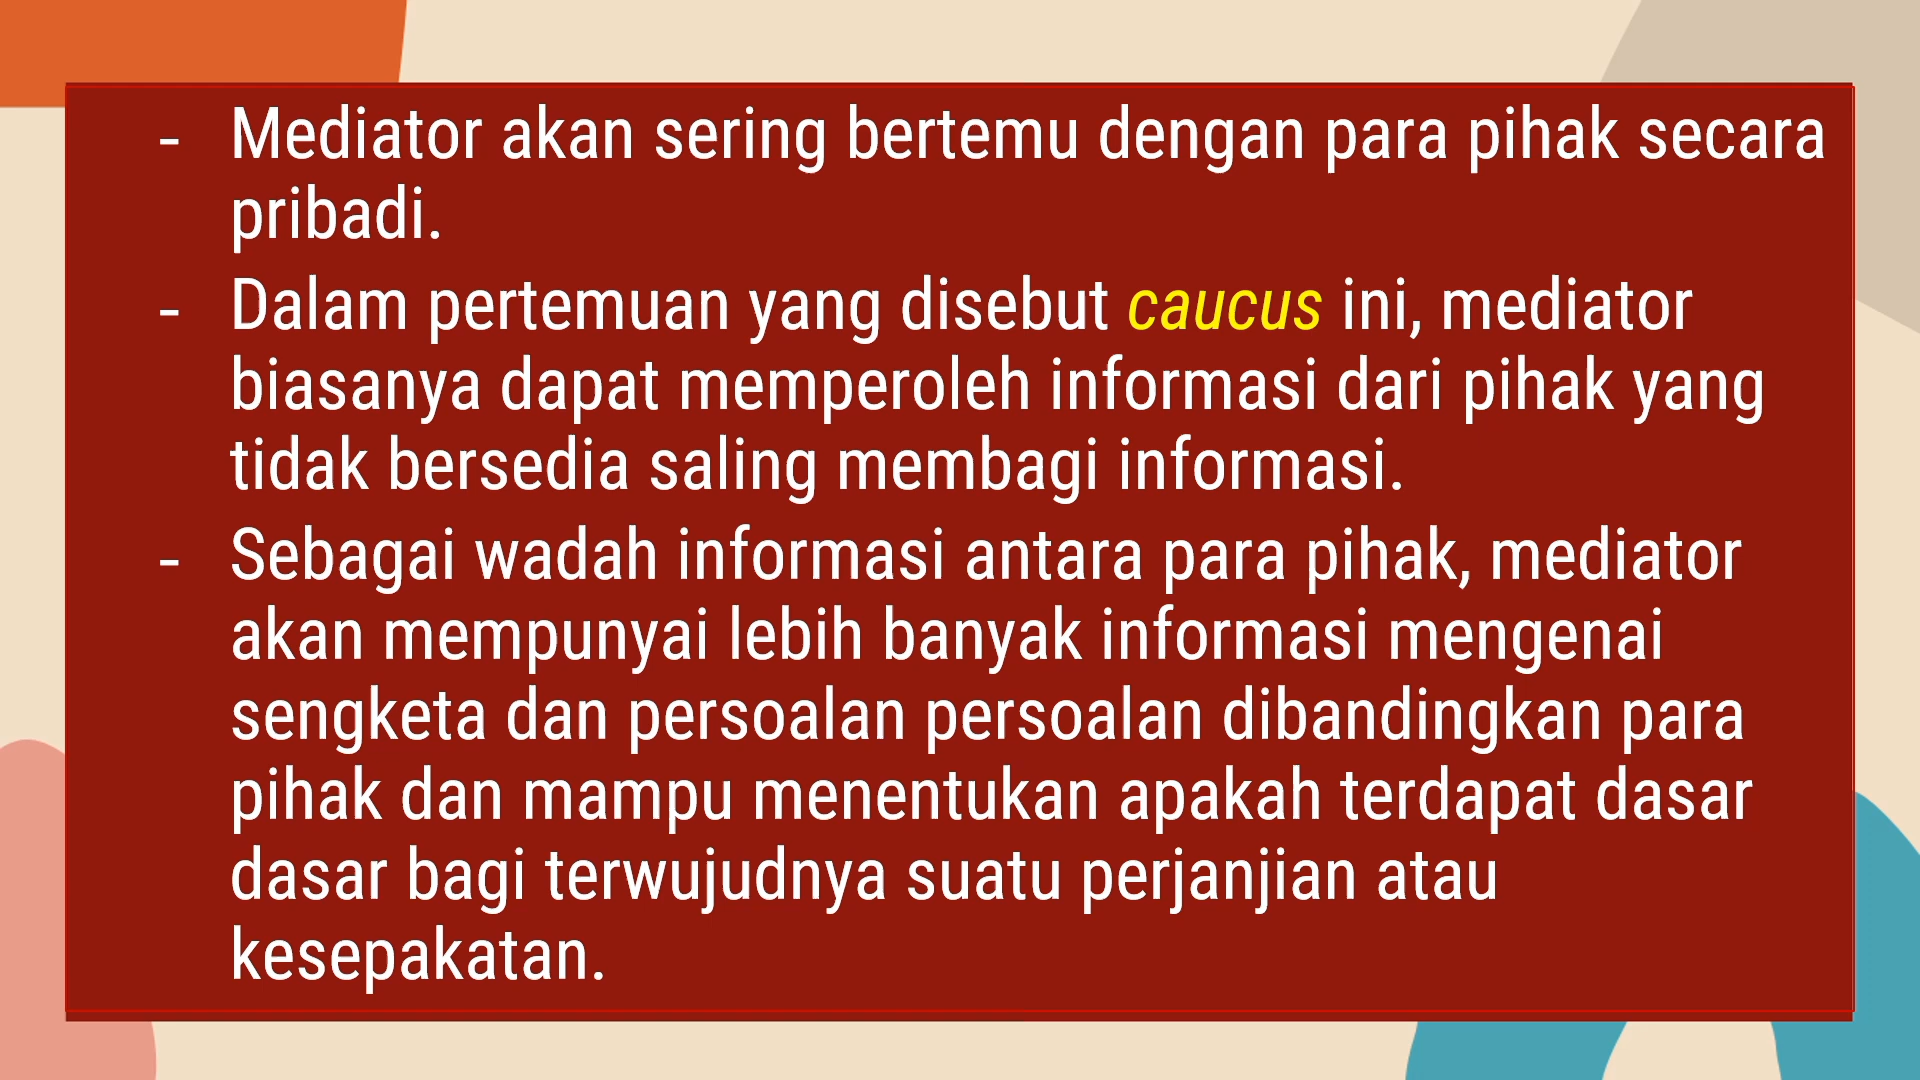 - Mediator akan sering bertemu dengan para pihak secara
pribadi.
- Dalam pertemuan yang disebut caucus ini, mediator
biasanya dapat memperoleh informasi dari pihak yang
tidak bersedia saling membagi informasi.
- Sebagai wadah informasi antara para pihak, mediator
akan mempunyai lebih banyak informasi mengenai
sengketa dan persoalan persoalan dibandingkan para
pihak dan mampu menentukan apakah terdapat dasar
dasar bagi terwujudnya suatu perjanjian atau
kesepakatan.